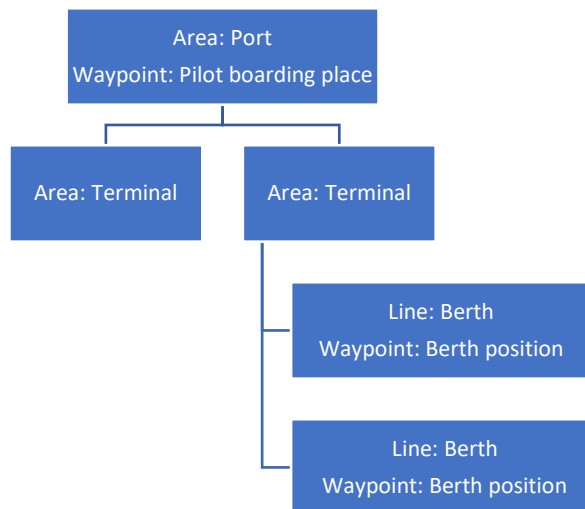 Area: Port
Waypoint: Pilot boarding place
Area: Terminal
Area: Terminal
Line: Berth
Waypoint: Berth position
Line: Berth
Waypoint: Berth position